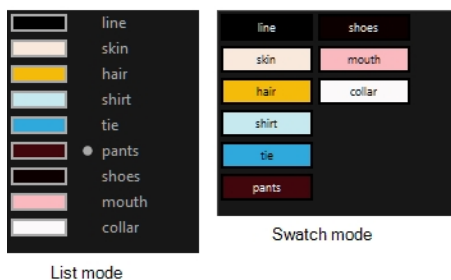 line
skin
hair
shirt
tie
pants
shoes
mouth
collar
List mode
line shoes
skin mouth
hair collar
shirt
tie
pants
Swatch mode